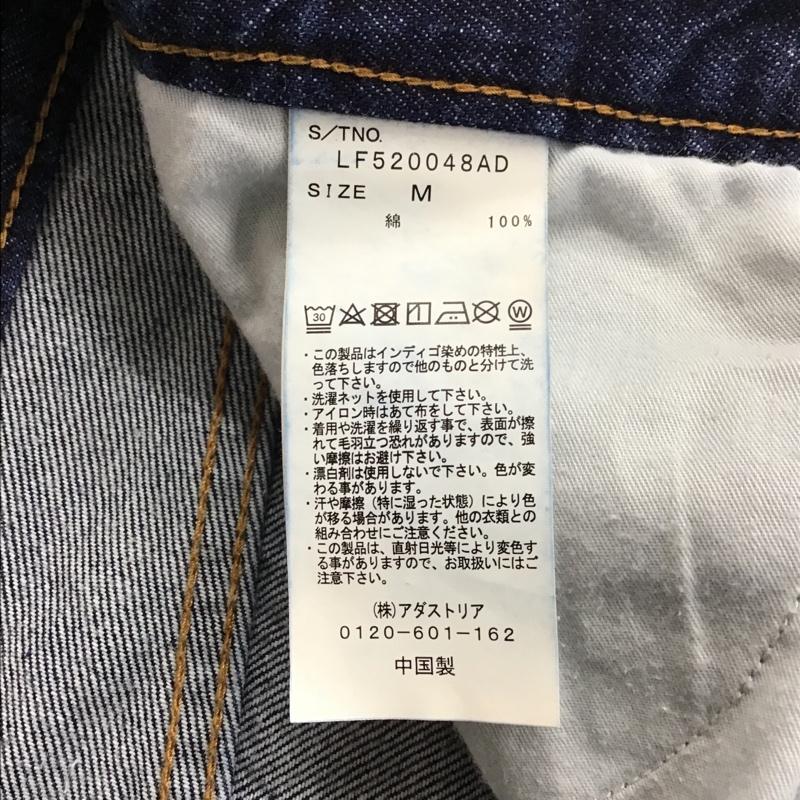 S/TNO.
LF520048AD
SIZE M
綿 100%
30 W
・この製品はインディゴ染めの特性上、
色落ちしますので他のものと分けて洗
って下さい。
・洗濯ネットを使用して下さい。
・アイロン時はあて布をして下さい。
・着用や洗濯を繰り返す事で、表面が擦
れて毛羽立つ恐れがありますので、強
い摩擦はお避け下さい。
・漂白剤は使用しないで下さい。色が変
わる事があります。
・汗や摩擦（特に湿った状態）により色
が移る場合があります。他の衣類との
組み合わせにご注意ください。
・この製品は、直射日光等により変色す
る事がありますので、お取扱いにはご
注意下さい。
(株)アダストリア
0120-601-162
中国製